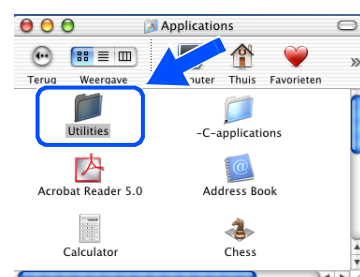 Applications
Terug Weergave Thuis Favorieten
Utilities -C-applications
Acrobat Reader 5.0 Address Book
Calculator Chess